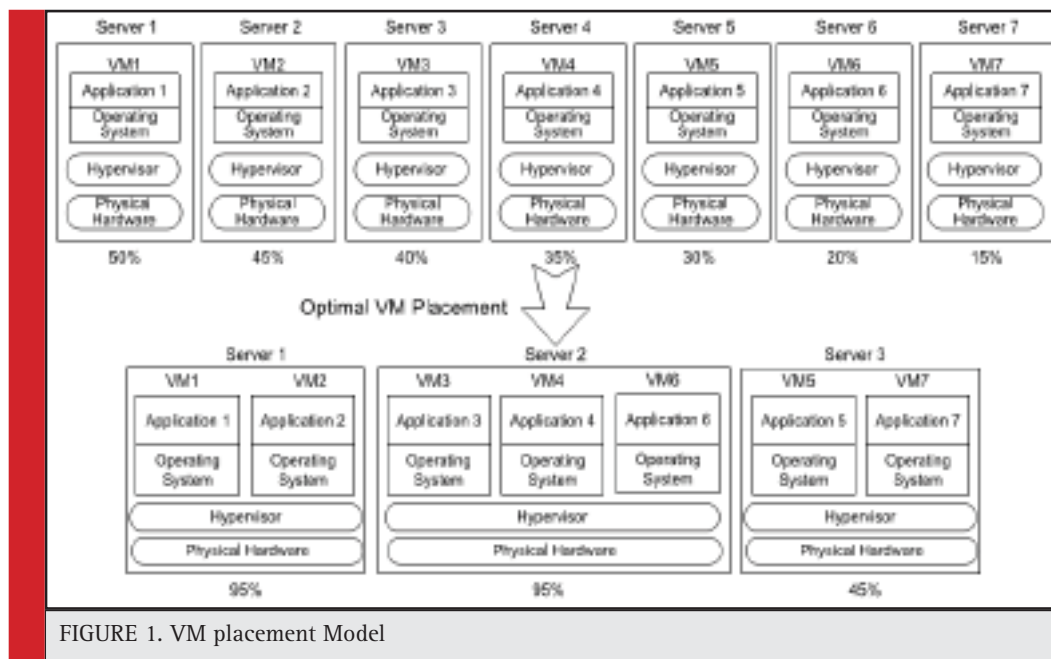 Server 1 Server 2 Server 3 Server 4 Server 5 Server 6 Server 7
VM1 VM2 VM3 VM4 VM5 VM6 VM7
Application 1 Application 2 Application 3 Application 4 Application 5 Application 6 Application 7
Operating Operating Operating Operating Operating Operating Operating
System System System System System System System
Hypervisor Hypervisor Hypervisor Hypervisor Hypervisor Hypervisor Hypervisor
Physical Physical Physical Physical Physical Physical Physical
Hardware Hardware Hardware Hardware Hardware Hardware Hardware
50% 45% 40% 35% 30% 20% 15%
Optimal VM Placement
Server 1 Server 2 Server 3
VM1 VM2 VM3 VM4 VM6 VM5 VM7
Application 1 Application 2 Application 3 Application 4 Application 6 Application 5 Application 7
Operating Operating Operating Operating Operating Operating Operating
System System System System System System System
Hypervisor Hypervisor Hypervisor
Physical Hardware Physical Hardware Physical Hardware
95% 95% 45%
FIGURE 1. VM placement Model